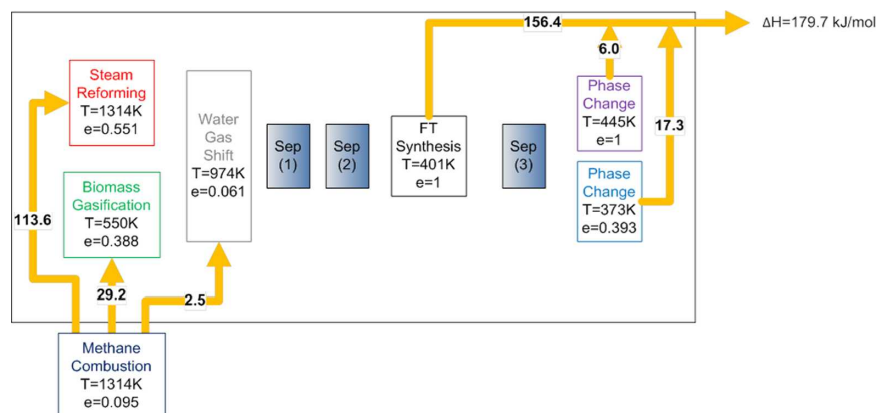 156.4
ΔH=179.7 kJ/mol
6.0
Steam
Reforming
T=1314K
e=0.551
Water
Gas
Shift
T=974K
e=0.061
Sep
(1)
Sep
(2)
FT
Synthesis
T=401K
e=1
Sep
(3)
Phase
Change
T=445K
e=1
17.3
Biomass
Gasification
T=550K
e=0.388
Phase
Change
T=373K
e=0.393
113.6
29.2
2.5
Methane
Combustion
T=1314K
e=0.095